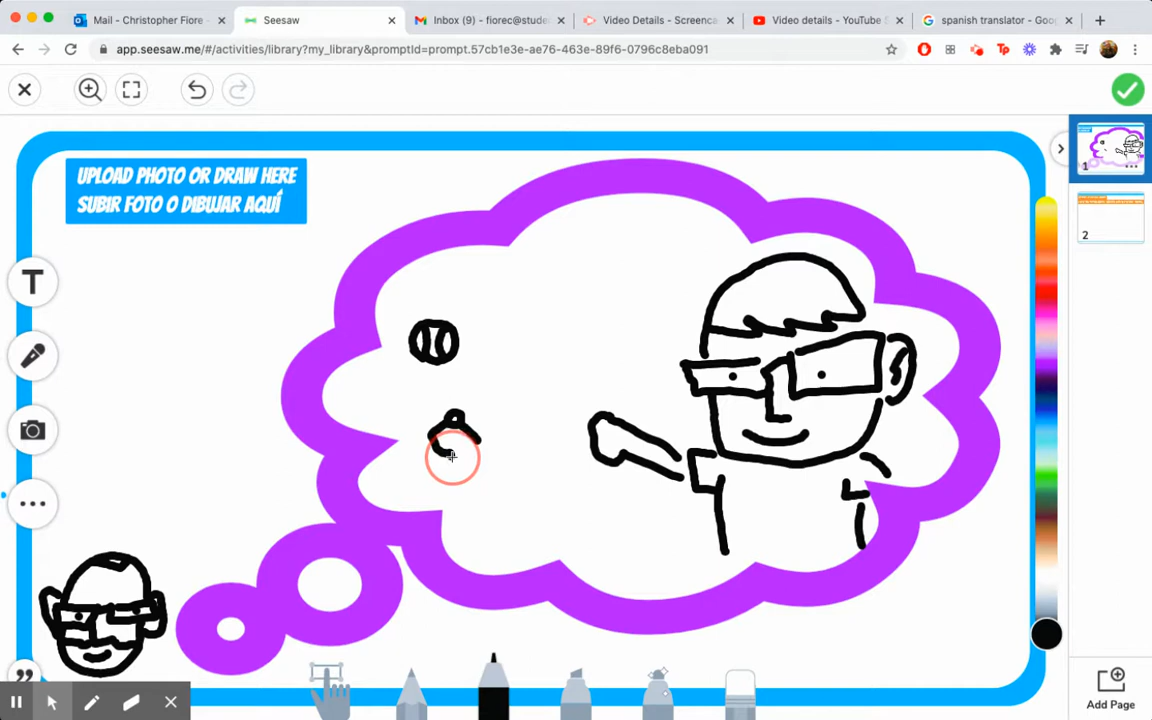 Mail - Christopher Fiore
Seesaw
Inbox (9) - fiorec@stude
Video Details - Screenca
Video details - YouTube S
spanish translator - Goo
app.seesaw.me/#/activities/library?my_library&promptId=prompt.57cb1e3e-ae76-463e-89f6-0796c8eba091
UPLOAD PHOTO OR DRAW HERE
SUBIR FOTO O DIBUJAR AQUÍ
T
1
2
Add Page